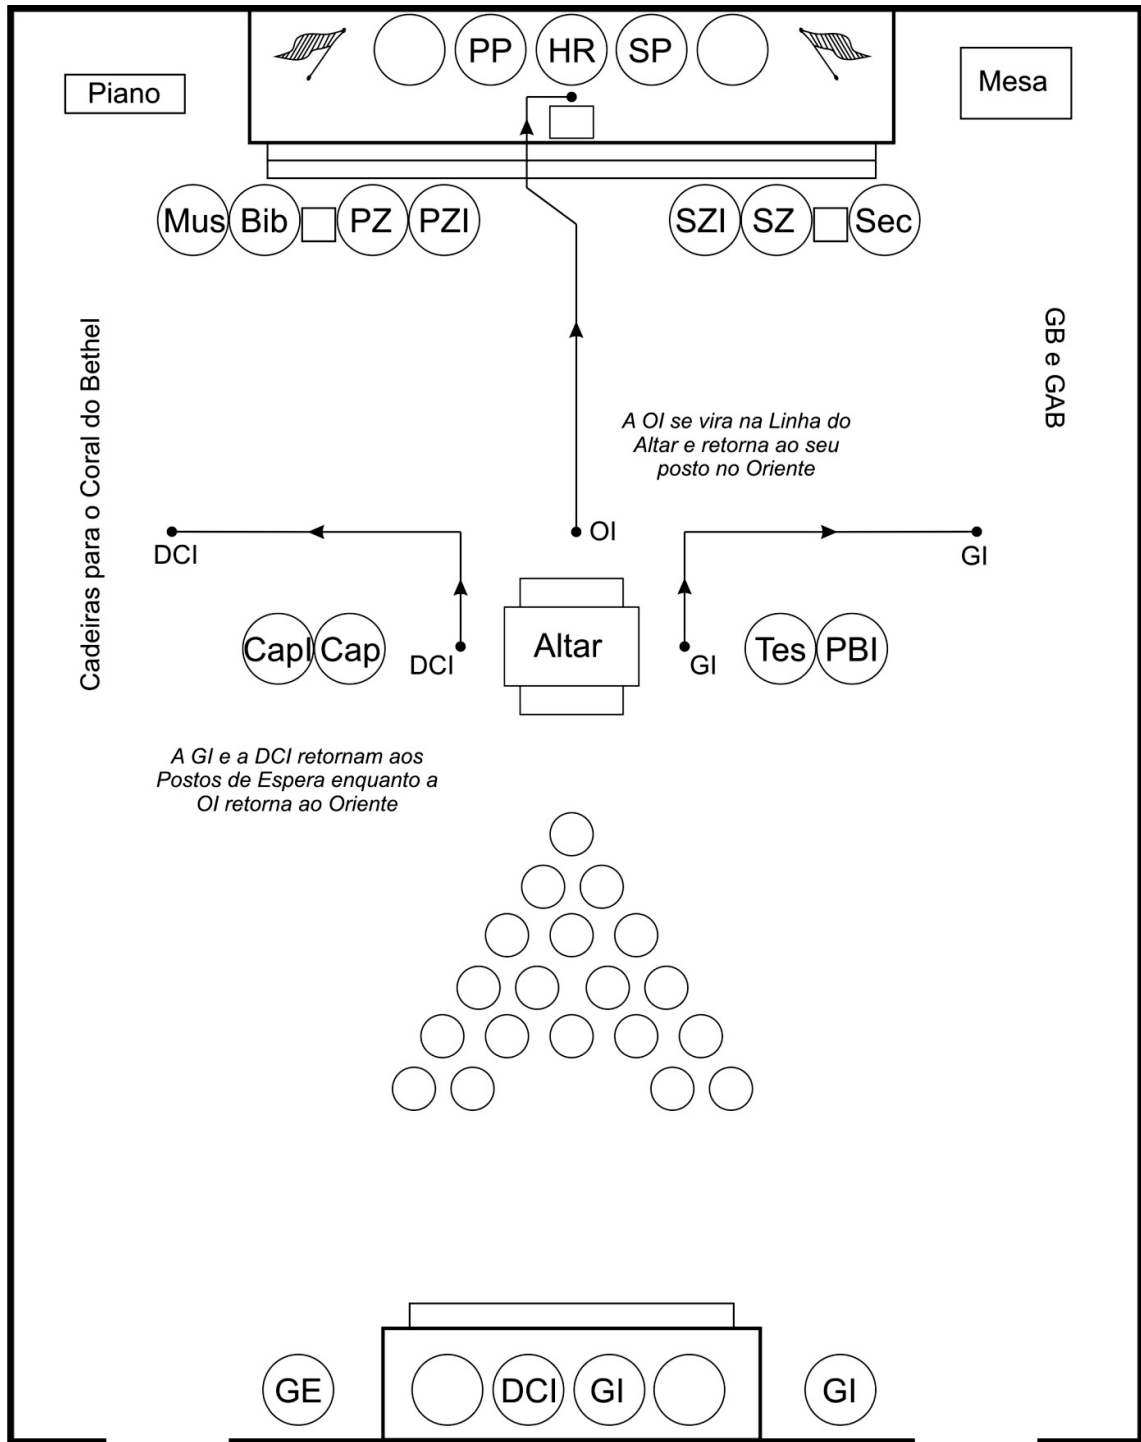 PP HR SP
Piano
Mesa
Mus Bib PZ PZI SZI SZ Sec
Cadeiras para o Coral do Bethel
GB e GAB
A OI se vira na Linha do
Altar e retorna ao seu
posto no Oriente
OI
DCI
GI
CapI Cap DCI Altar GI Tes PBI
A GI e a DCI retornam aos
Postos de Espera enquanto a
OI retorna ao Oriente
GE DCI GI GI